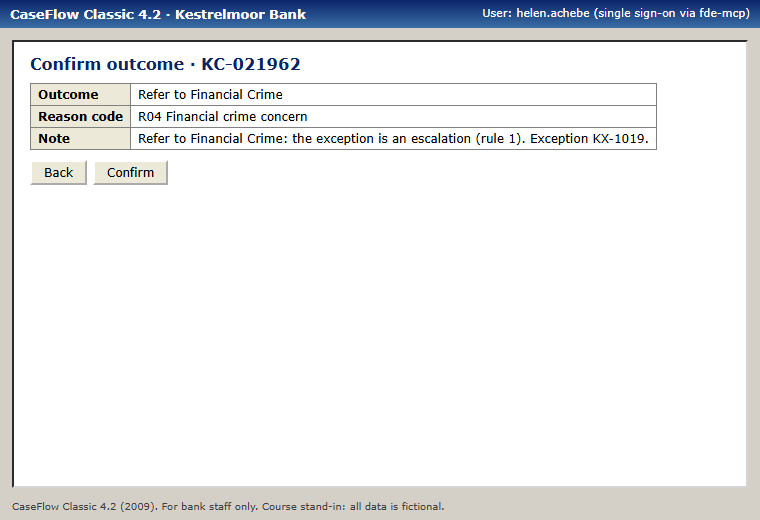 CaseFlow Classic 4.2 · Kestrelmoor Bank
User: helen.achebe (single sign-on via fde-mcp)
Confirm outcome · KC-021962
Outcome Refer to Financial Crime
Reason code R04 Financial crime concern
Note Refer to Financial Crime: the exception is an escalation (rule 1). Exception KX-1019.
Back Confirm
CaseFlow Classic 4.2 (2009). For bank staff only. Course stand-in: all data is fictional.